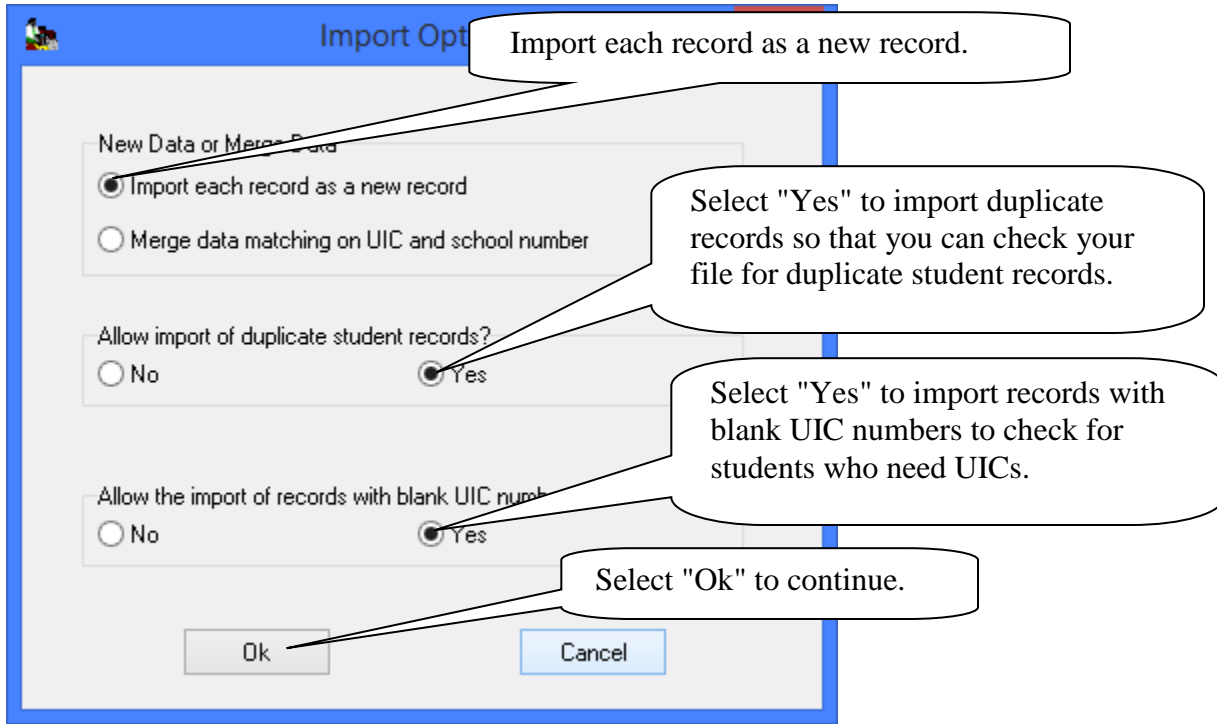 Import Opt
Import each record as a new record.
New Data or Merge Data
Import each record as a new record
Merge data matching on UIC and school number
Select "Yes" to import duplicate
records so that you can check your
file for duplicate student records.
Allow import of duplicate student records?
No
Yes
Select "Yes" to import records with
blank UIC numbers to check for
students who need UICs.
Allow the import of records with blank UIC numb
No
Yes
Select "Ok" to continue.
Ok
Cancel